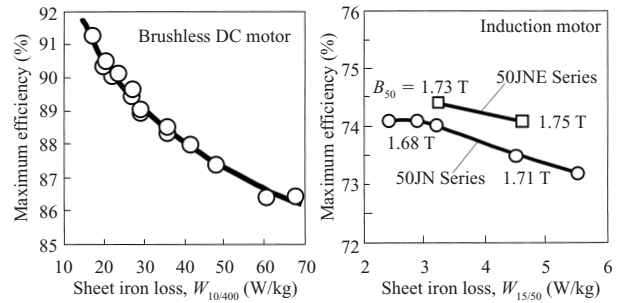 Maximum efficiency (%)
92
91
90
89
88
87
86
85
Brushless DC motor
10 20 30 40 50 60 70
Sheet iron loss, W10/400 (W/kg)
Maximum efficiency (%)
76
75
74
73
72
Induction motor
50JNE Series
B50 = 1.73 T
1.75 T
1.68 T
50JN Series
1.71 T
2 3 4 5 6
Sheet iron loss, W15/50 (W/kg)